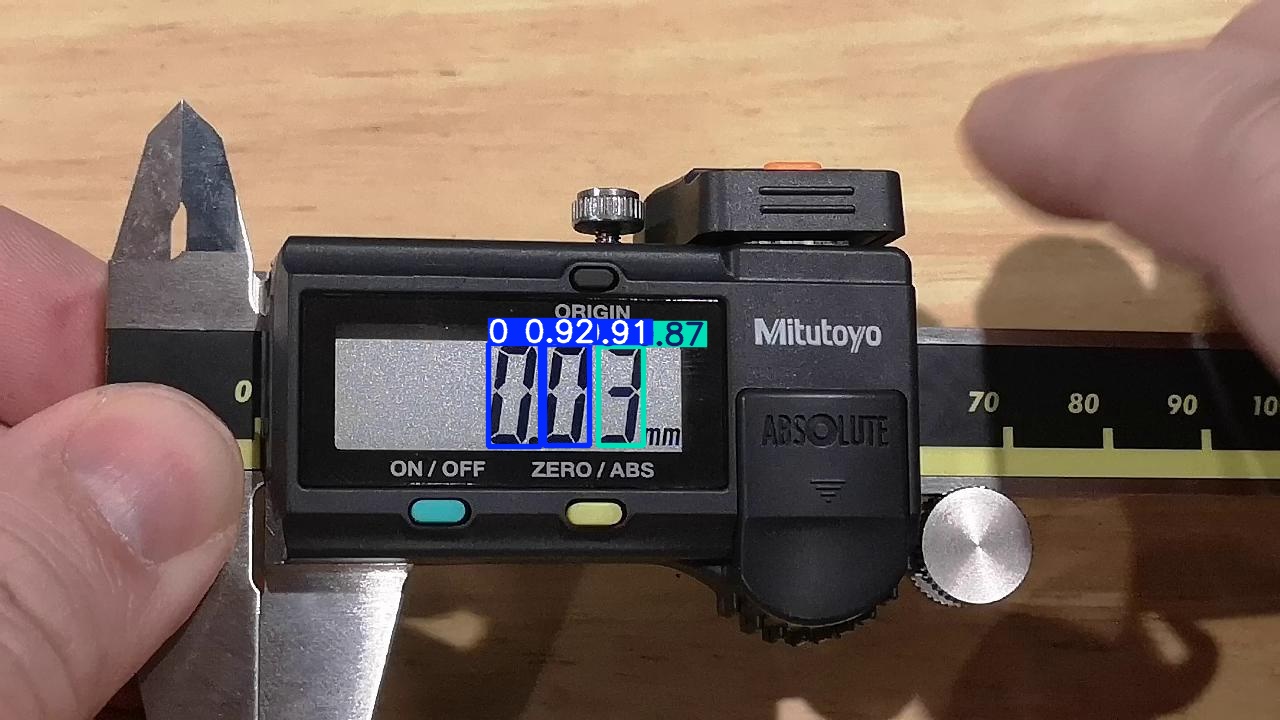 ORIGIN
0 0.92 .91 .87
0.03 mm
Mitutoyo
0
ABSOLUTE
70 80 90 10
ON / OFF ZERO / ABS